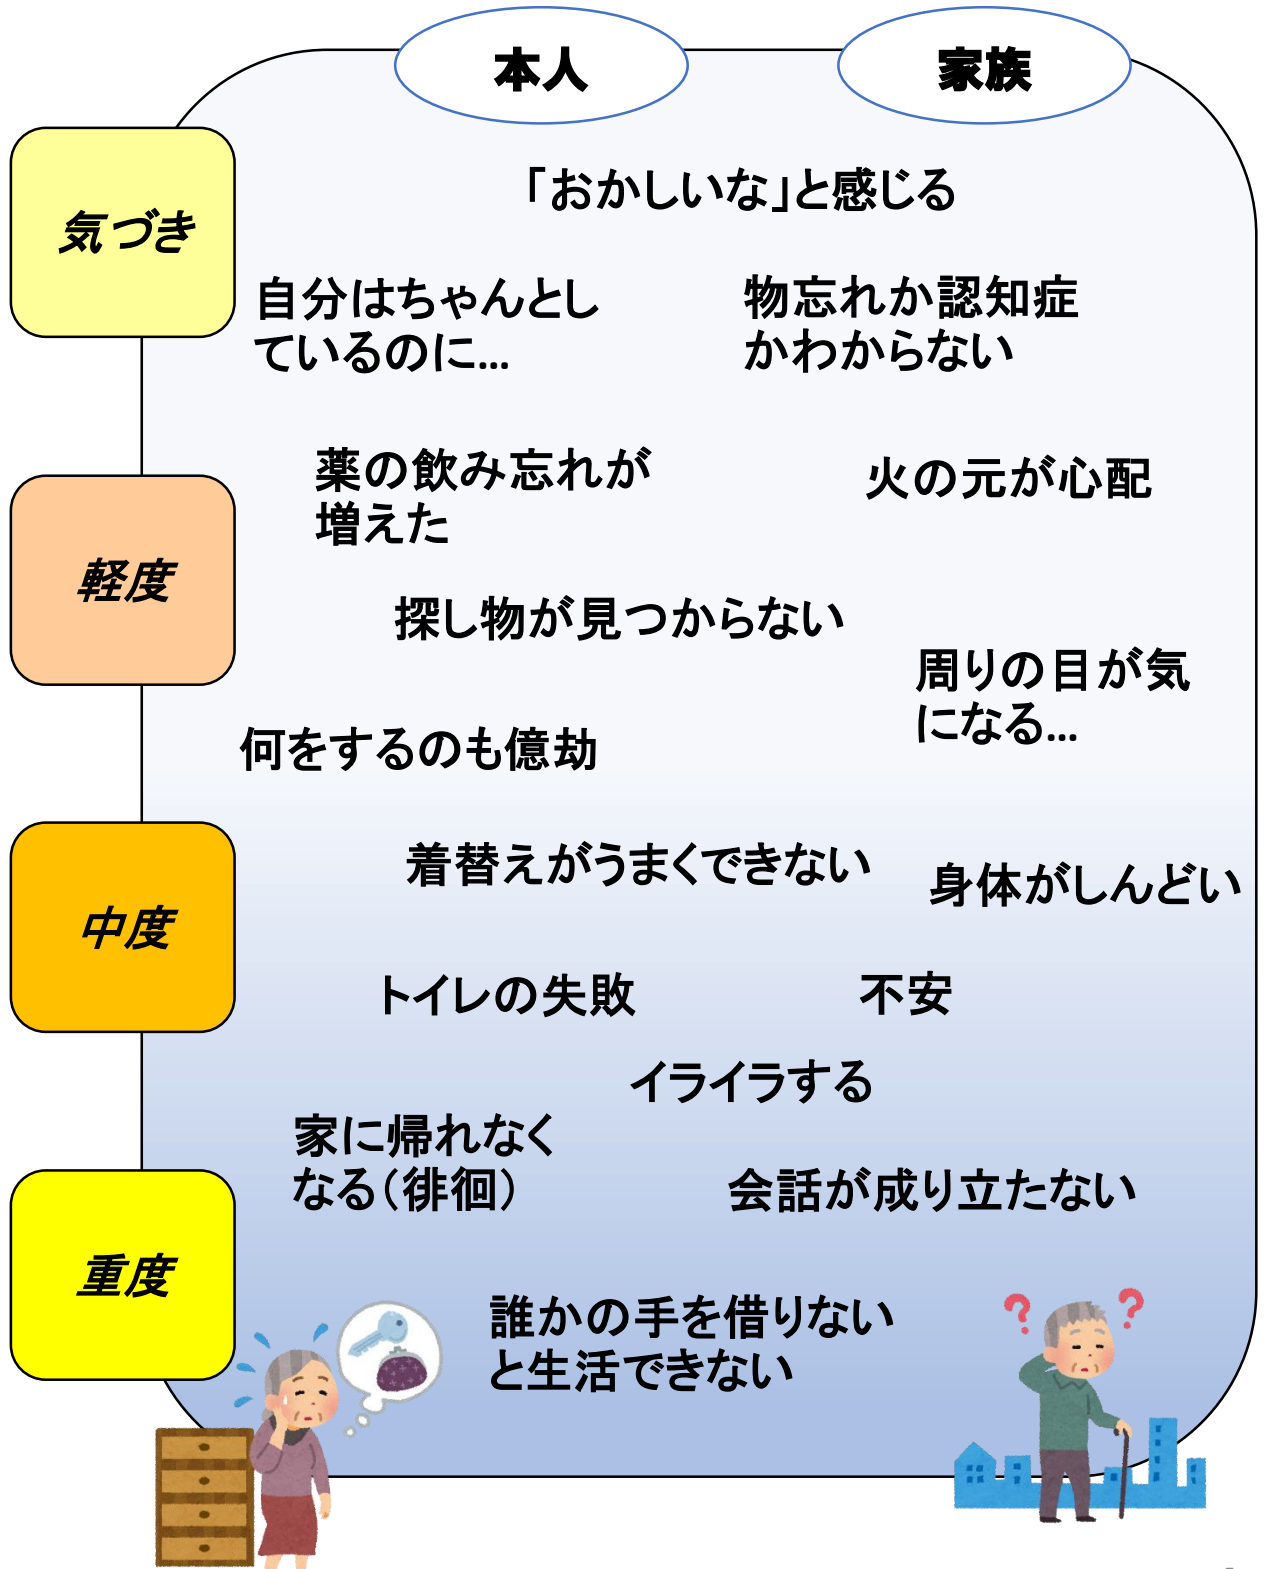 本人
家族
気づき
「おかしいな」と感じる
自分はちゃんとし
ているのに...
物忘れか認知症
かわからない
軽度
薬の飲み忘れが
増えた
火の元が心配
探し物が見つからない
周りの目が気
になる...
何をするのも億劫
中度
着替えがうまくできない
身体がしんどい
トイレの失敗
不安
イライラする
家に帰れなく
なる(徘徊)
会話が成り立たない
重度
誰かの手を借りない
と生活できない